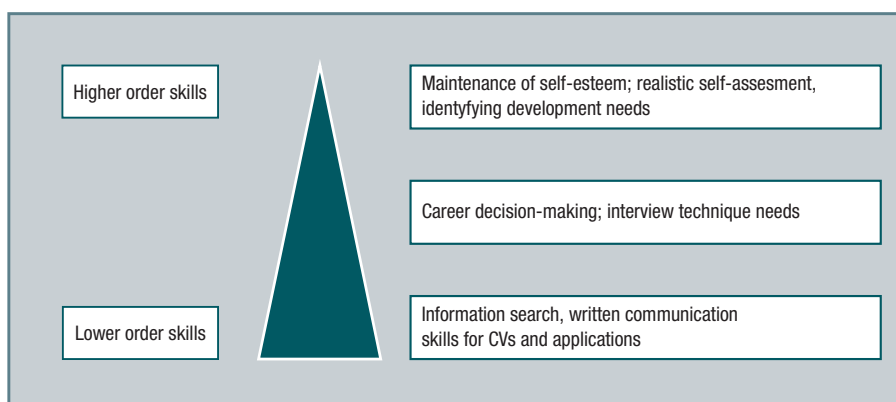 Higher order skills
Maintenance of self-esteem; realistic self-assesment,
identyfying development needs
Career decision-making; interview technique needs
Lower order skills
Information search, written communication
skills for CVs and applications